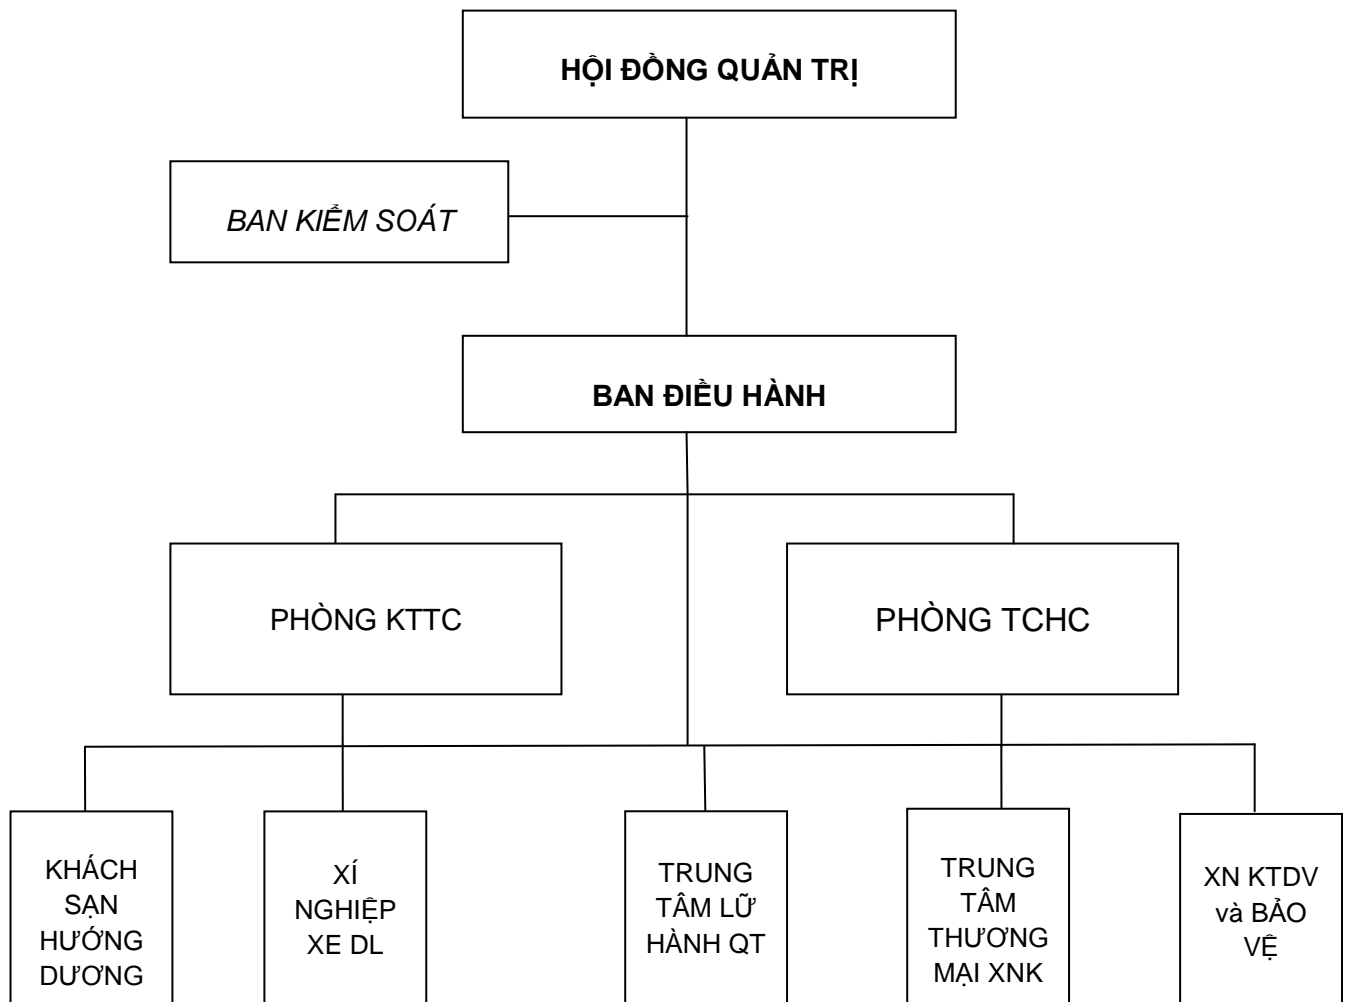 HỘI ĐỒNG QUẢN TRỊ
BAN KIỂM SOÁT
BAN ĐIỀU HÀNH
PHÒNG KTTC
PHÒNG TCHC
KHÁCH
SẠN
HƯỚNG
DƯƠNG
XÍ
NGHIỆP
XE DL
TRUNG
TÂM LỮ
HÀNH QT
TRUNG
TÂM
THƯƠNG
MẠI XNK
XN KTDV
và BẢO
VỆ